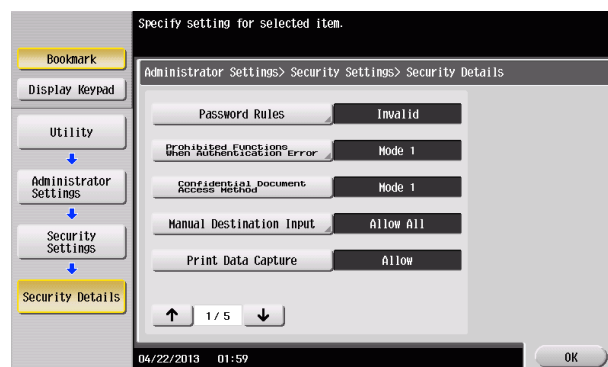 Specify setting for selected item.
Bookmark
Display Keypad
Utility
Administrator
Settings
Security
Settings
Security Details
Administrator Settings> Security Settings> Security Details
Password Rules
Invalid
Prohibited Functions
When Authentication Error
Mode 1
Confidential Document
Access Method
Mode 1
Manual Destination Input
Allow All
Print Data Capture
Allow
↑ 1/ 5 ↓
04/22/2013 01:59
OK